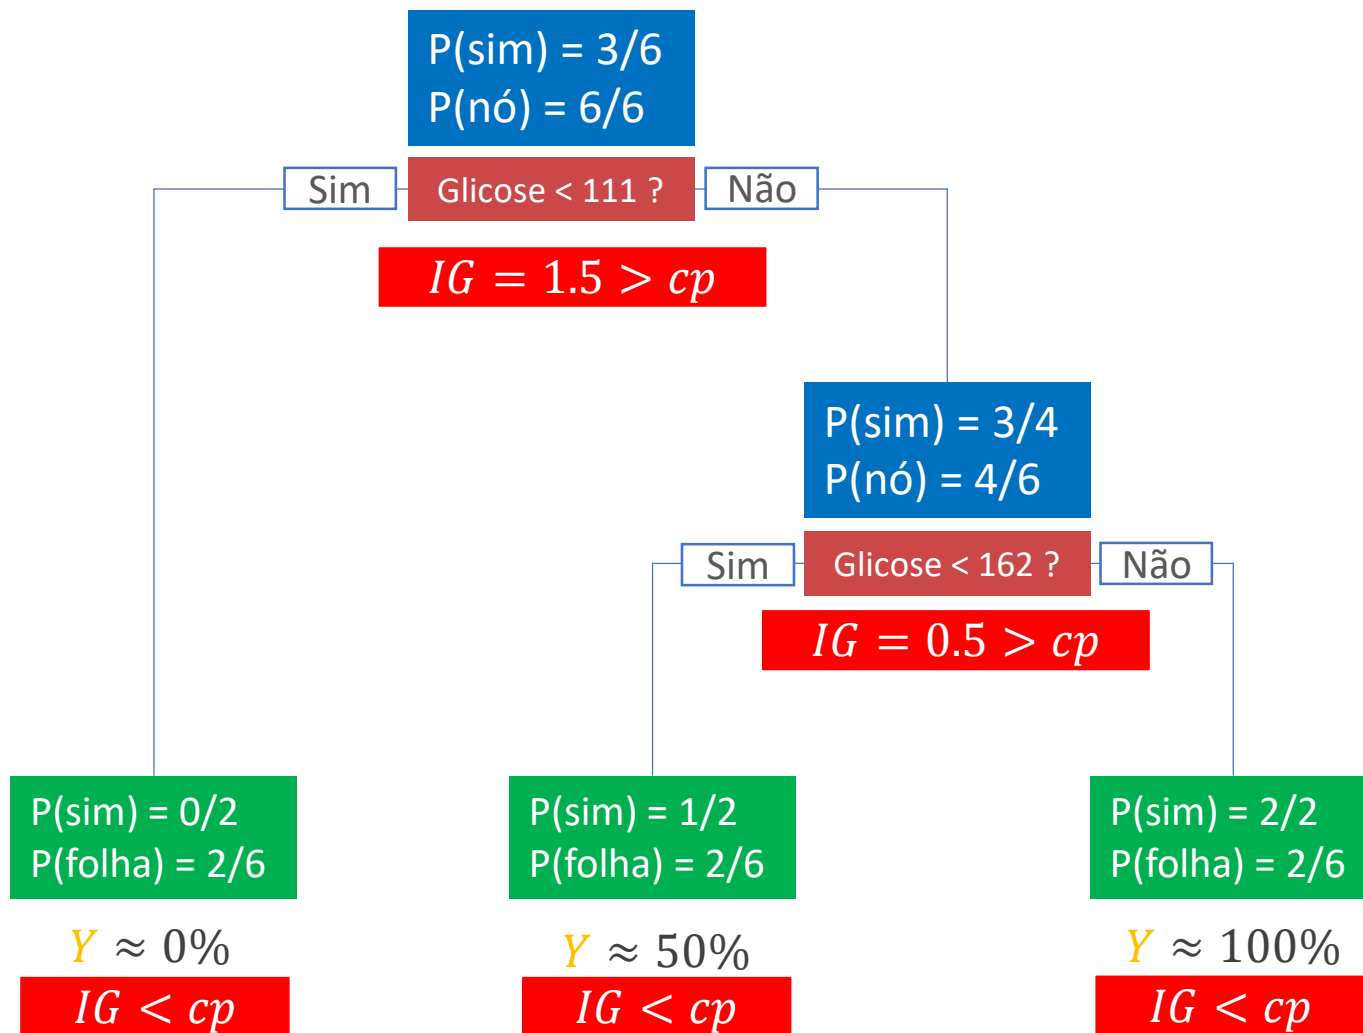 P(sim) = 3/6
P(nó) = 6/6
Sim
Glicose < 111 ?
Não
IG = 1.5 > cp
P(sim) = 3/4
P(nó) = 4/6
Sim
Glicose < 162 ?
Não
IG = 0.5 > cp
P(sim) = 0/2
P(folha) = 2/6
Y ≈ 0%
IG < cp
P(sim) = 1/2
P(folha) = 2/6
Y ≈ 50%
IG < cp
P(sim) = 2/2
P(folha) = 2/6
Y ≈ 100%
IG < cp